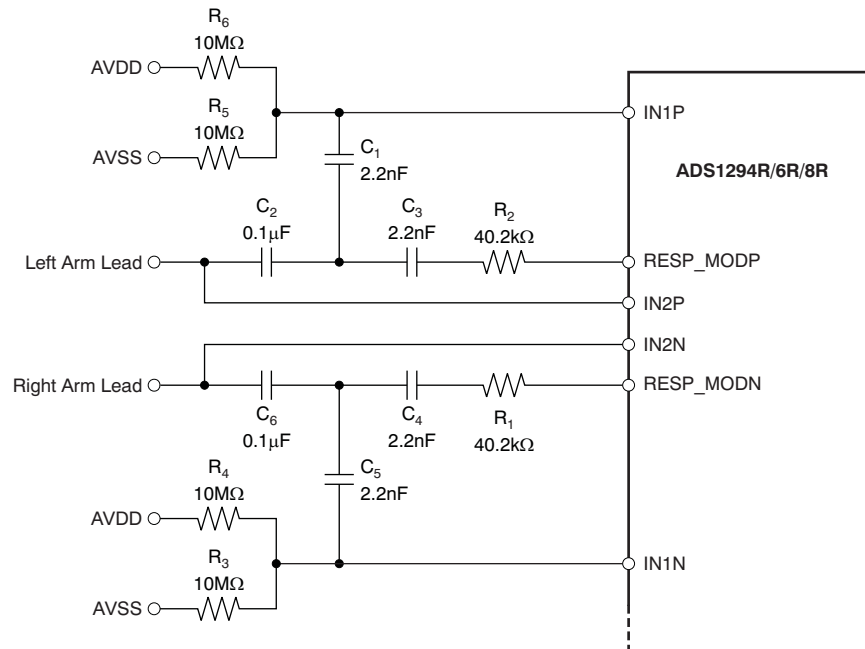 R6
10MΩ
AVDD
R5
10MΩ
AVSS
IN1P
C1
2.2nF
ADS1294R/6R/8R
C2
0.1μF
C3
2.2nF
R2
40.2kΩ
Left Arm Lead
RESP_MODP
IN2P
IN2N
Right Arm Lead
RESP_MODN
C6
0.1μF
C4
2.2nF
R1
40.2kΩ
C5
2.2nF
R4
10MΩ
AVDD
R3
10MΩ
AVSS
IN1N